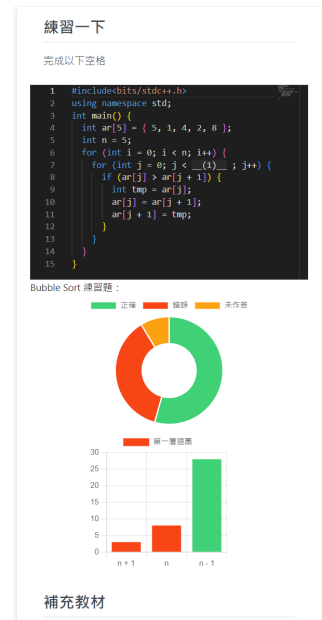 練習一下
完成以下空格
1 #include<bits/stdc++.h>
2 using namespace std;
3 int main() {
4 int ar[5] = { 5, 1, 4, 2, 8 };
5 int n = 5;
6 for (int i = 0; i < n; i++) {
7 for (int j = 0; j < __(1)__ ; j++) {
8 if (ar[j] > ar[j + 1]) {
9 int tmp = ar[j];
10 ar[j] = ar[j + 1];
11 ar[j + 1] = tmp;
12 }
13 }
14 }
15 }
Bubble Sort 練習題：
正確 錯誤 未作答
第一層迴圈
30
25
20
15
10
5
0
n + 1 n n - 1
補充教材